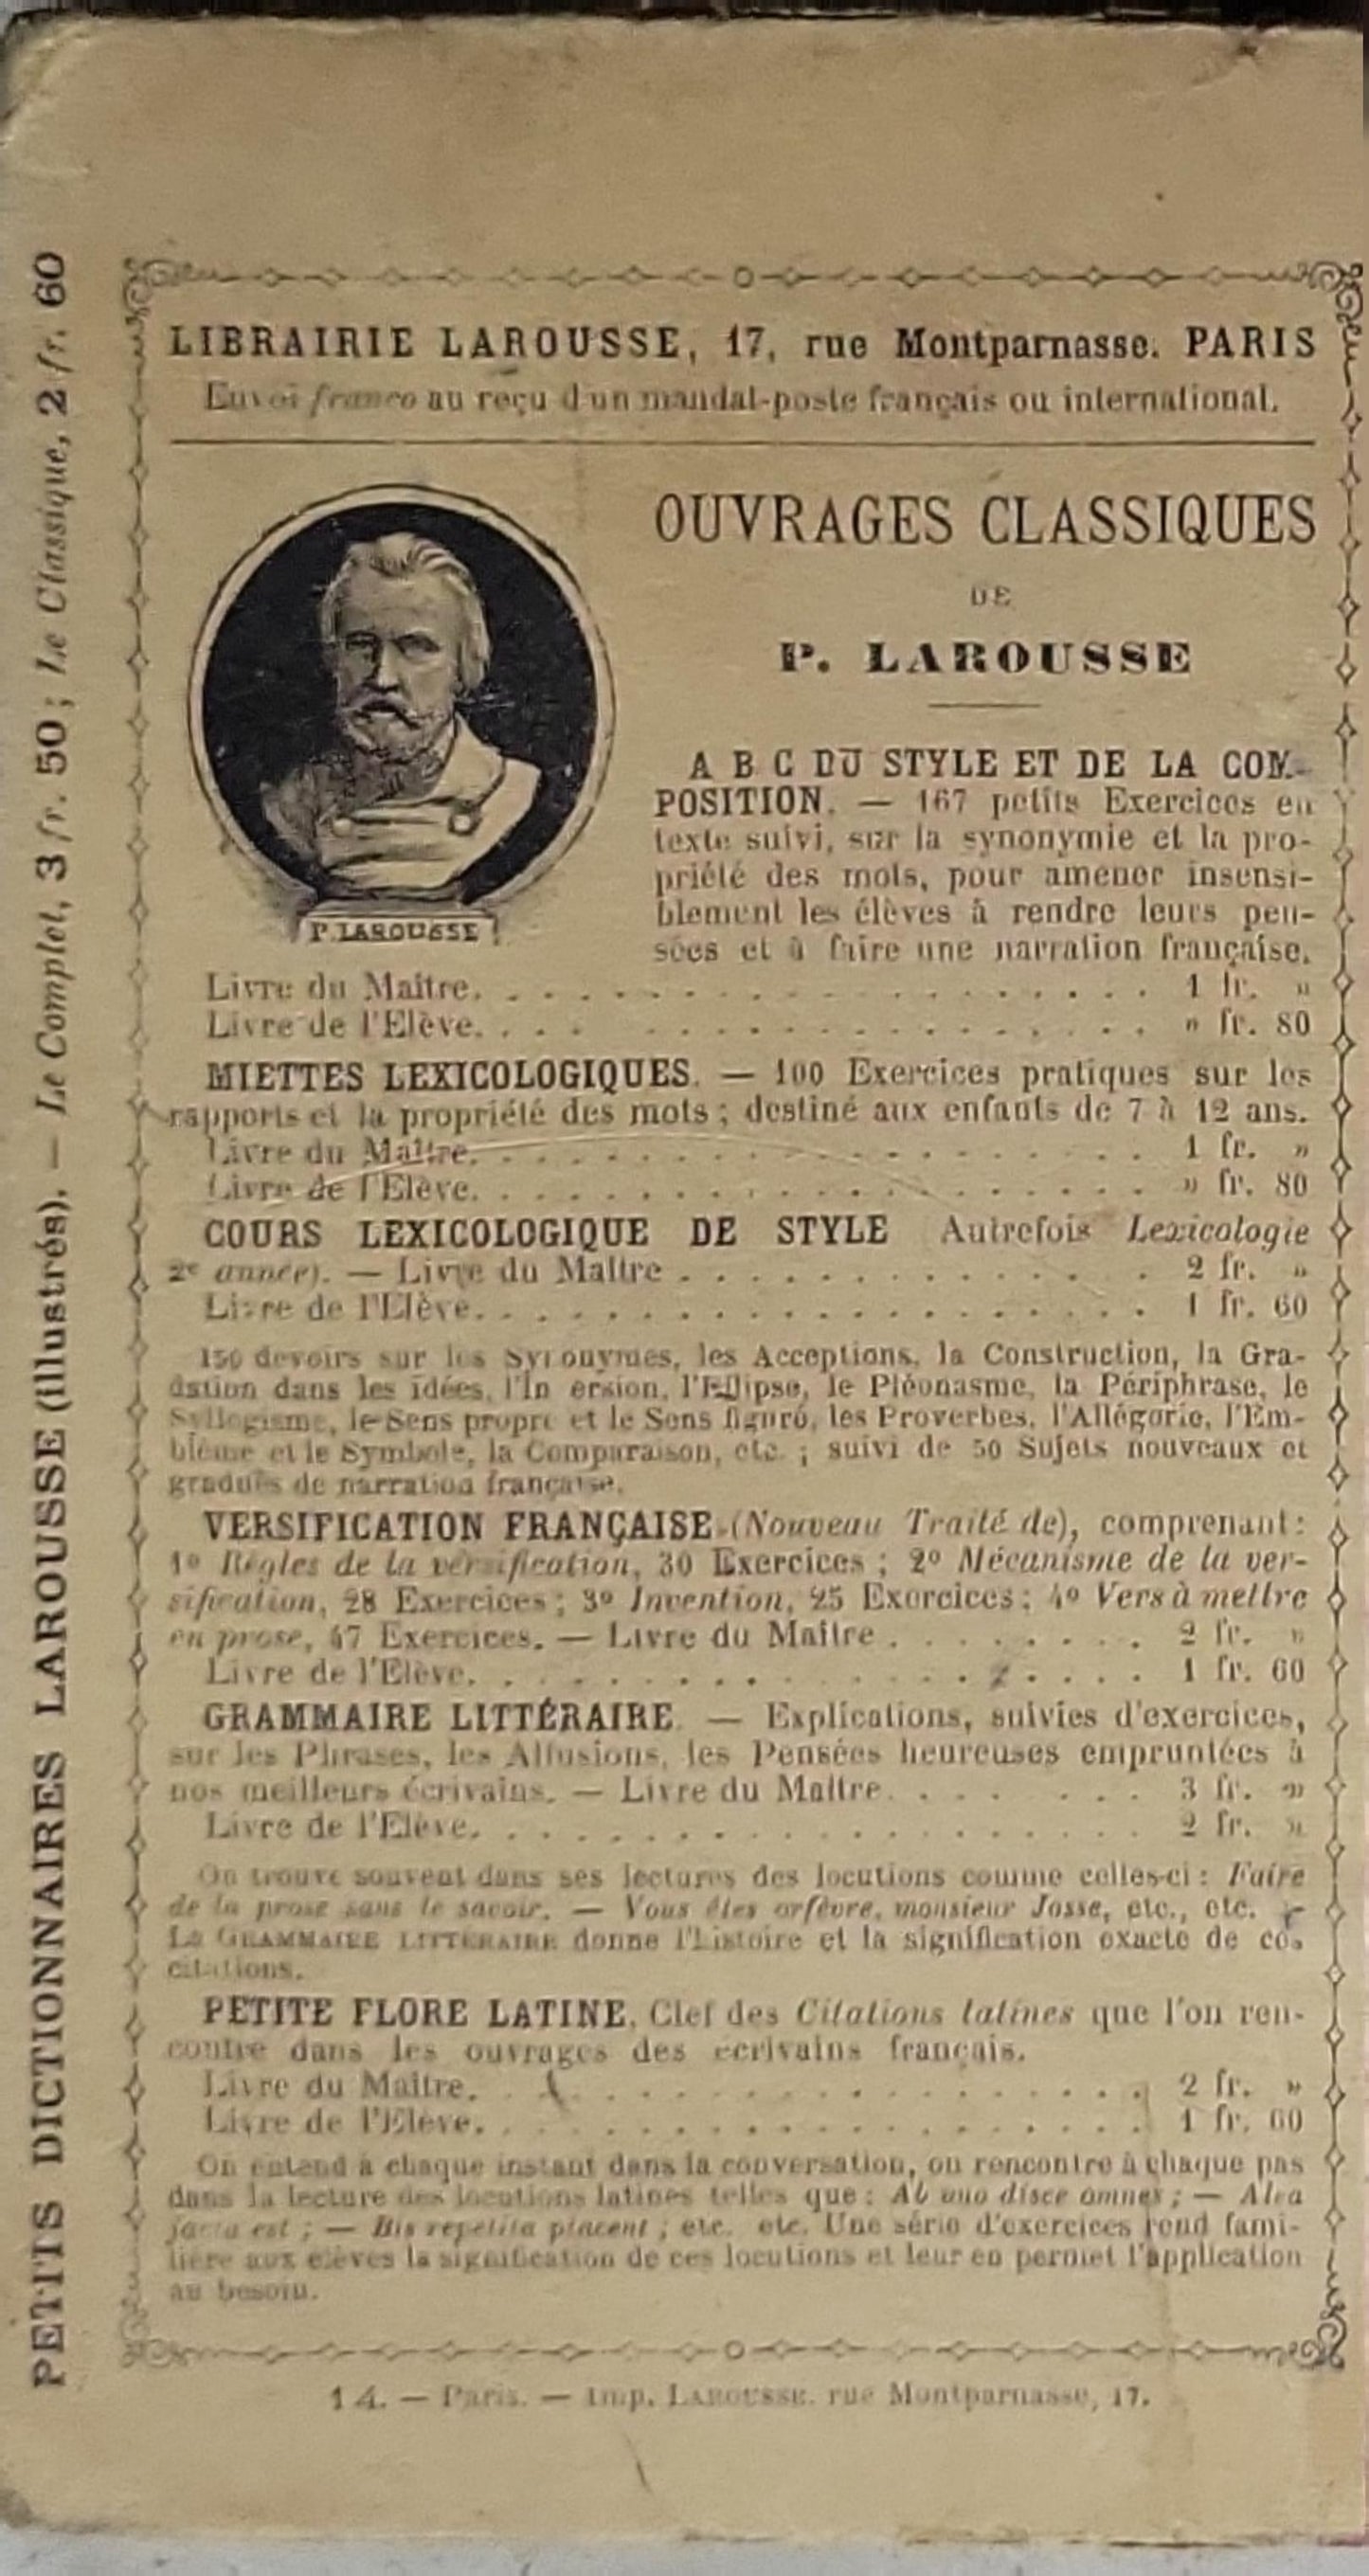 PETITS DICTIONNAIRES LAROUSSE (illustrés). — Le Complet, 3 fr. 50 ; Le Classique, 2 fr. 60
LIBRAIRIE LAROUSSE, 17, rue Montparnasse. PARIS
Envoi franco au reçu d'un mandat-poste français ou international.
OUVRAGES CLASSIQUES
DE
P. LAROUSSE
P. LAROUSSE
A B C DU STYLE ET DE LA COM-
POSITION. — 167 petits Exercices en
texte suivi, sur la synonymie et la pro-
priété des mots, pour amener insensi-
blement les élèves à rendre leurs pen-
sées et à faire une narration française.
Livre du Maître. . . . . . . . . . . . . . . . . . . 1 fr. »
Livre de l'Elève. . . . . . . . . . . . . . . . . . . » fr. 80
MIETTES LEXICOLOGIQUES. — 100 Exercices pratiques sur les
rapports et la propriété des mots ; destiné aux enfants de 7 à 12 ans.
Livre du Maître. . . . . . . . . . . . . . . . . . . 1 fr. »
Livre de l'Elève. . . . . . . . . . . . . . . . . . . » fr. 80
COURS LEXICOLOGIQUE DE STYLE Autrefois Lexicologie
2e année). — Livre du Maître . . . . . . . . . . . . 2 fr. »
Livre de l'Elève. . . . . . . . . . . . . . . . . . . 1 fr. 60
150 devoirs sur les Synonymes, les Acceptions, la Construction, la Gra-
dation dans les idées, l'In ersion, l'Ellipse, le Pléonasme, la Périphrase, le
Syllogisme, le Sens propre et le Sens figuré, les Proverbes, l'Allégorie, l'Em-
blème et le Symbole, la Comparaison, etc. ; suivi de 50 Sujets nouveaux et
gradués de narration française.
VERSIFICATION FRANÇAISE (Nouveau Traité de), comprenant :
1o Règles de la versification, 30 Exercices ; 2o Mécanisme de la ver-
sification, 28 Exercices ; 3o Invention, 25 Exercices ; 4o Vers à mettre
en prose, 47 Exercices. — Livre du Maître . . . . . . . . 2 fr. »
Livre de l'Elève. . . . . . . . . . . . . . . . . . . 1 fr. 60
GRAMMAIRE LITTÉRAIRE. — Explications, suivies d'exercices,
sur les Phrases, les Allusions, les Pensées heureuses empruntées à
nos meilleurs écrivains. — Livre du Maître. . . . . . . 3 fr. »
Livre de l'Elève. . . . . . . . . . . . . . . . . . . 2 fr. »
On trouve souvent dans ses lectures des locutions comme celles-ci : Faire
de la prose sans le savoir. — Vous êtes orfèvre, monsieur Josse, etc., etc.
LA GRAMMAIRE LITTÉRAIRE donne l'histoire et la signification exacte de ces
citations.
PETITE FLORE LATINE. Clef des Citations latines que l'on ren-
contre dans les ouvrages des écrivains français.
Livre du Maître. . . . . . . . . . . . . . . . . . . 2 fr. »
Livre de l'Elève. . . . . . . . . . . . . . . . . . . 1 fr. 60
On entend à chaque instant dans la conversation, on rencontre à chaque pas
dans la lecture des locutions latines telles que : Ab uno disce omnes ; — Alea
jacta est ; — Bis repetita placent ; etc. etc. Une série d'exercices rend fami-
lière aux élèves la signification de ces locutions et leur en permet l'application
au besoin.
14. — Paris. — Imp. LAROUSSE. rue Montparnasse, 17.